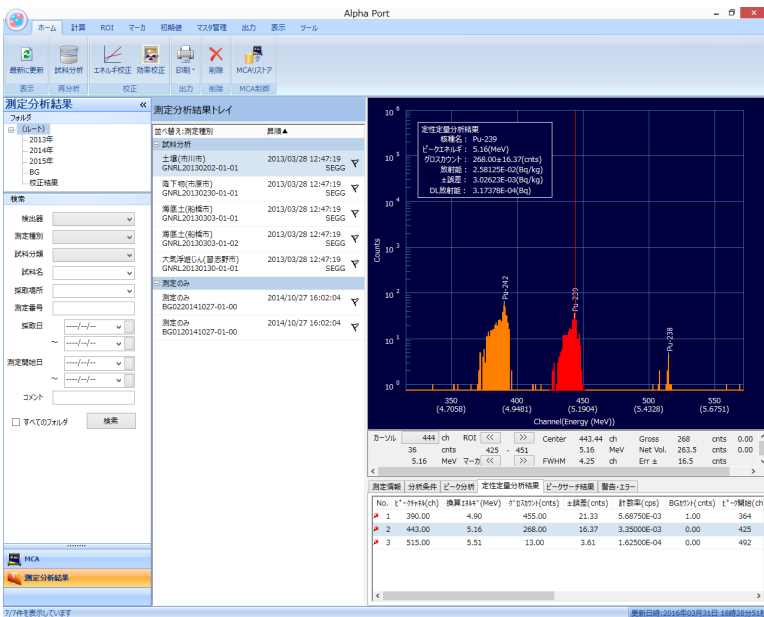 Alpha Port
ホーム 計算 ROI マーカ 初期値 マスタ管理 出力 表示 ツール
最新に更新 試料分析 エネルギ校正 効率校正 印刷 削除 MCAリストア
表示 再分析 校正 出力 削除 MCA制御
測定分析結果 «
フォルダ
(ルート)
2013年
2014年
2015年
BG
校正結果
検索
検出器
測定種別
試料分類
試料名
採取場所
測定番号
採取日 ----/--/--
~ ----/--/--
測定開始日 ----/--/--
~ ----/--/--
コメント
すべてのフォルダ 検索
MCA
測定分析結果
測定分析結果トレイ
並べ替え:測定種別 昇順▲
試料分析
土壌(市川市) 2013/03/28 12:47:19
GNRL20130202-01-01 SEGG
降下物(市原市) 2013/03/28 12:47:19
GNRL20130230-01-01 SEGG
海底土(船橋市) 2013/03/28 12:47:19
GNRL20130303-01-01 SEGG
海底土(船橋市) 2013/03/28 12:47:19
GNRL20130303-01-02 SEGG
大気浮遊じん(習志野市) 2013/03/28 12:47:19
GNRL20130130-01-01 SEGG
測定のみ
測定のみ 2014/10/27 16:02:04
BG0220141027-01-00
測定のみ 2014/10/27 16:02:04
BG0120141027-01-00
定性定量分析結果
核種名: Pu-239
ピークエネルギ: 5.16(MeV)
グロスカウント: 268.00±16.37(cnts)
放射能: 2.58125E-02(Bq/kg)
±誤差: 3.02623E-03(Bq/kg)
DL放射能: 3.17378E-04(Bq)
Counts
10 6
10 5
10 4
10 3
10 2
10 1
10 0
Pu-242
Pu-239
Pu-238
350 400 450 500 550
(4.7058) (4.9481) (5.1904) (5.4328) (5.6751)
Channel(Energy (MeV))
カーソル 444 ch ROI << >> Center 443.44 ch Gross 268 cnts 0.00
36 cnts 425 - 451 5.16 MeV Net Vol. 263.5 cnts 0.00
5.16 MeV マーカ << >> FWHM 4.25 ch Err ± 16.5 cnts
測定情報 分析条件 ピーク分析 定性定量分析結果 ピークサーチ結果 警告・エラー
No. ピークチャネル(ch) 換算エネルギ(MeV) グロスカウント(cnts) ±誤差(cnts) 計数率(cps) BGカウント(cnts) ピーク開始(ch
1 390.00 4.90 455.00 21.33 5.68750E-03 1.00 364
2 443.00 5.16 268.00 16.37 3.35000E-03 0.00 425
3 515.00 5.51 13.00 3.61 1.62500E-04 0.00 492
7/7件を表示しています 更新日時:2016年03月31日 18時28分51秒